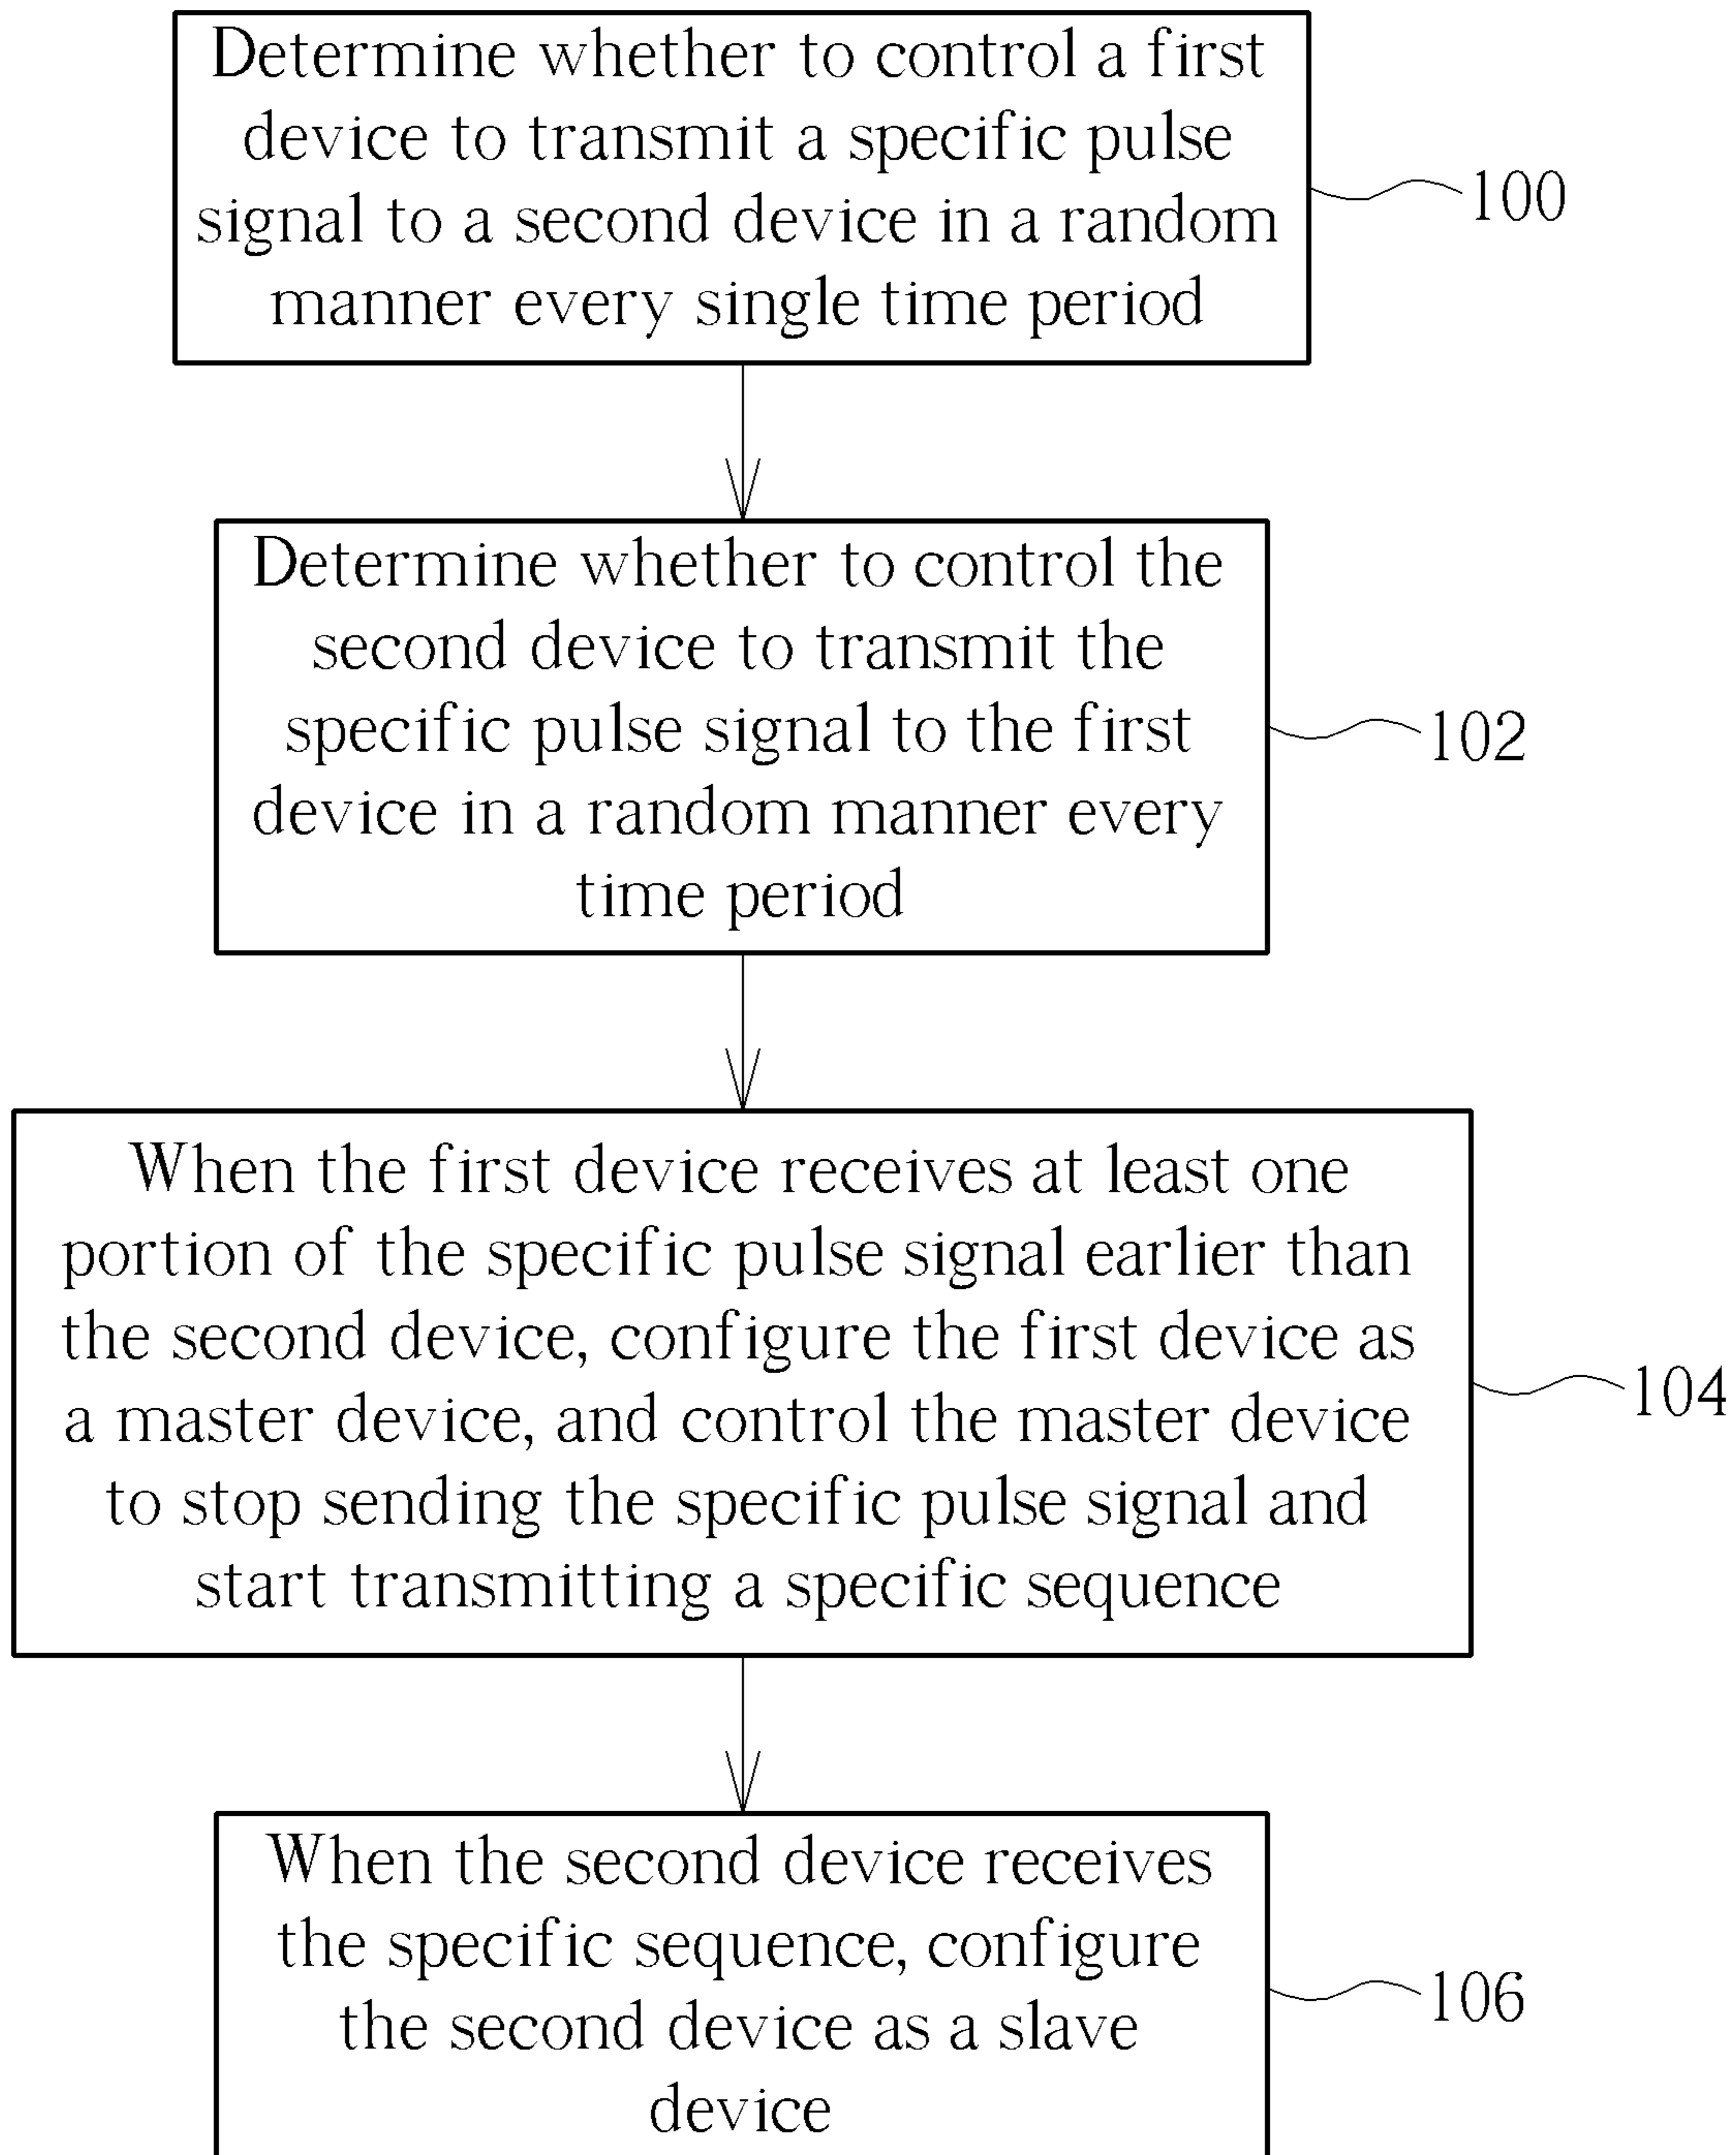 Determine whether to control a first
device to transmit a specific pulse
signal to a second device in a random
manner every single time period
100
Determine whether to control the
second device to transmit the
specific pulse signal to the first
device in a random manner every
time period
102
When the first device receives at least one
portion of the specific pulse signal earlier than
the second device, configure the first device as
a master device, and control the master device
to stop sending the specific pulse signal and
start transmitting a specific sequence
104
When the second device receives
the specific sequence, configure
the second device as a slave
device
106